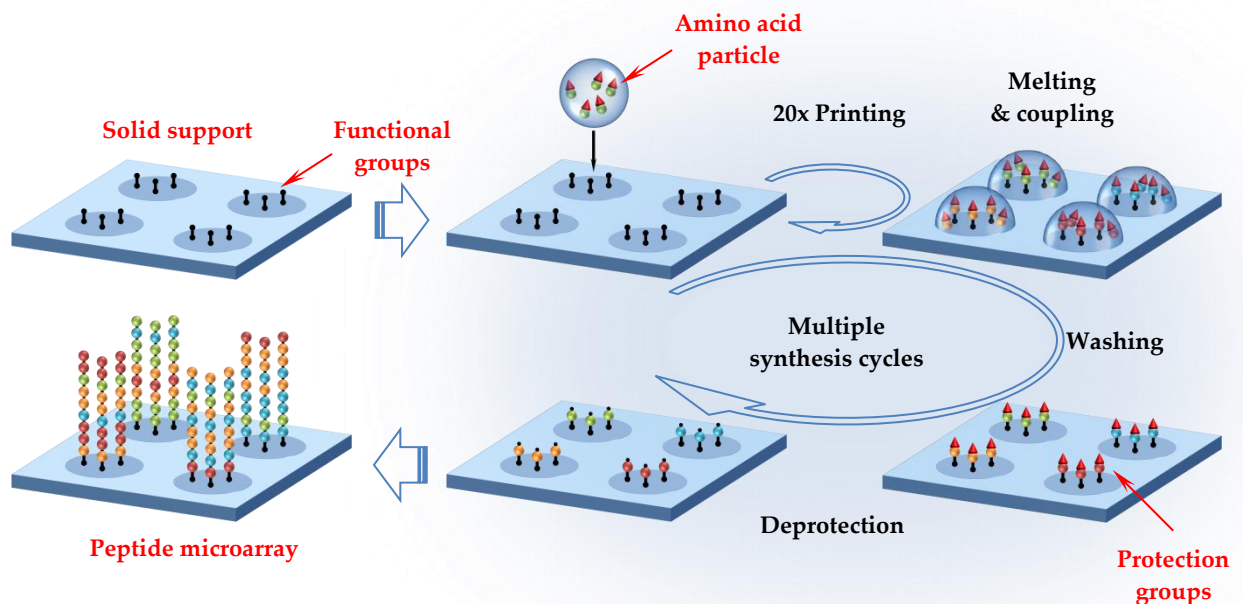 Solid support
Functional
groups
Amino acid
particle
20x Printing
Melting
& coupling
Multiple
synthesis cycles
Washing
Deprotection
Protection
groups
Peptide microarray